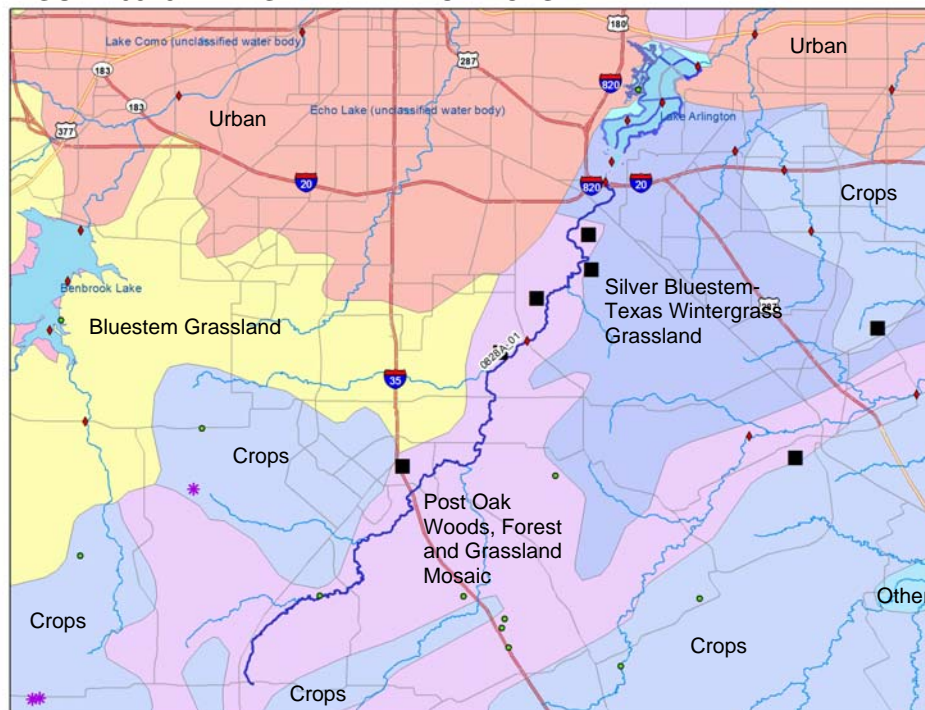 180
Urban
Lake Como (unclassified water body)
287
183
820
183
Echo Lake (unclassified water body)
Urban
Lake Arlington
377
20
820
20
Crops
Silver Bluestem-
Texas Wintergrass
Grassland
287
Benbrook Lake
Bluestem Grassland
0828A_01
35
Crops
Post Oak
Woods, Forest
and Grassland
Mosaic
Other
Crops
Crops
Crops